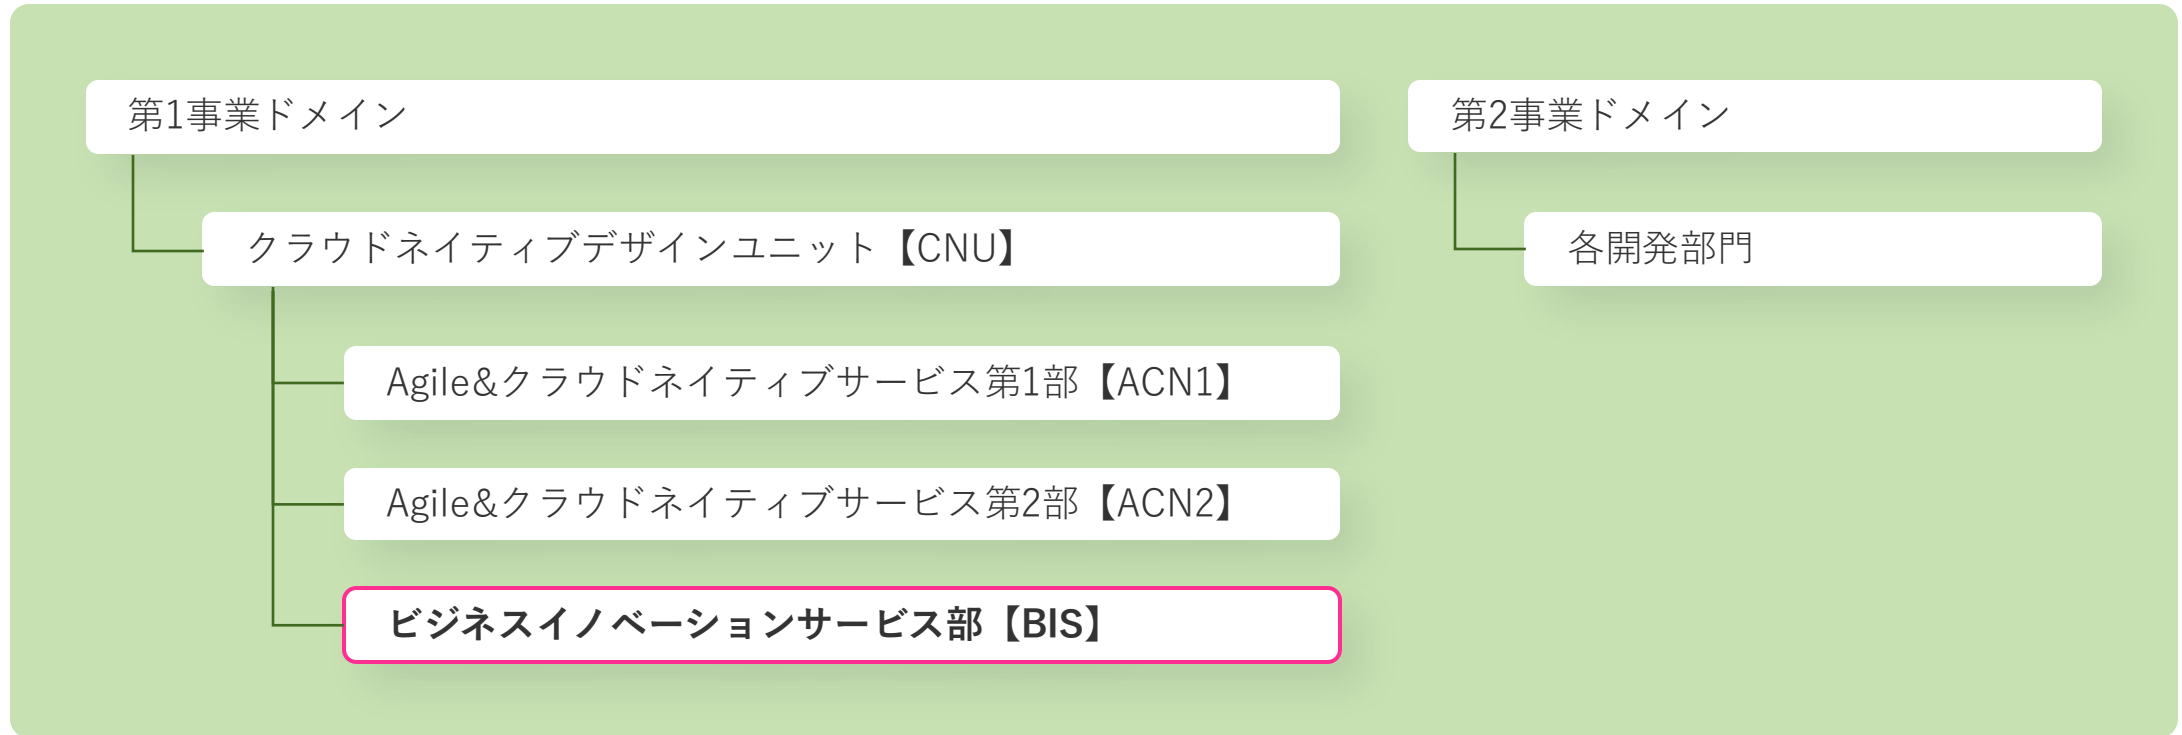 第1事業ドメイン
クラウドネイティブデザインユニット【CNU】
Agile&クラウドネイティブサービス第1部【ACN1】
Agile&クラウドネイティブサービス第2部【ACN2】
ビジネスイノベーションサービス部【BIS】
第2事業ドメイン
各開発部門